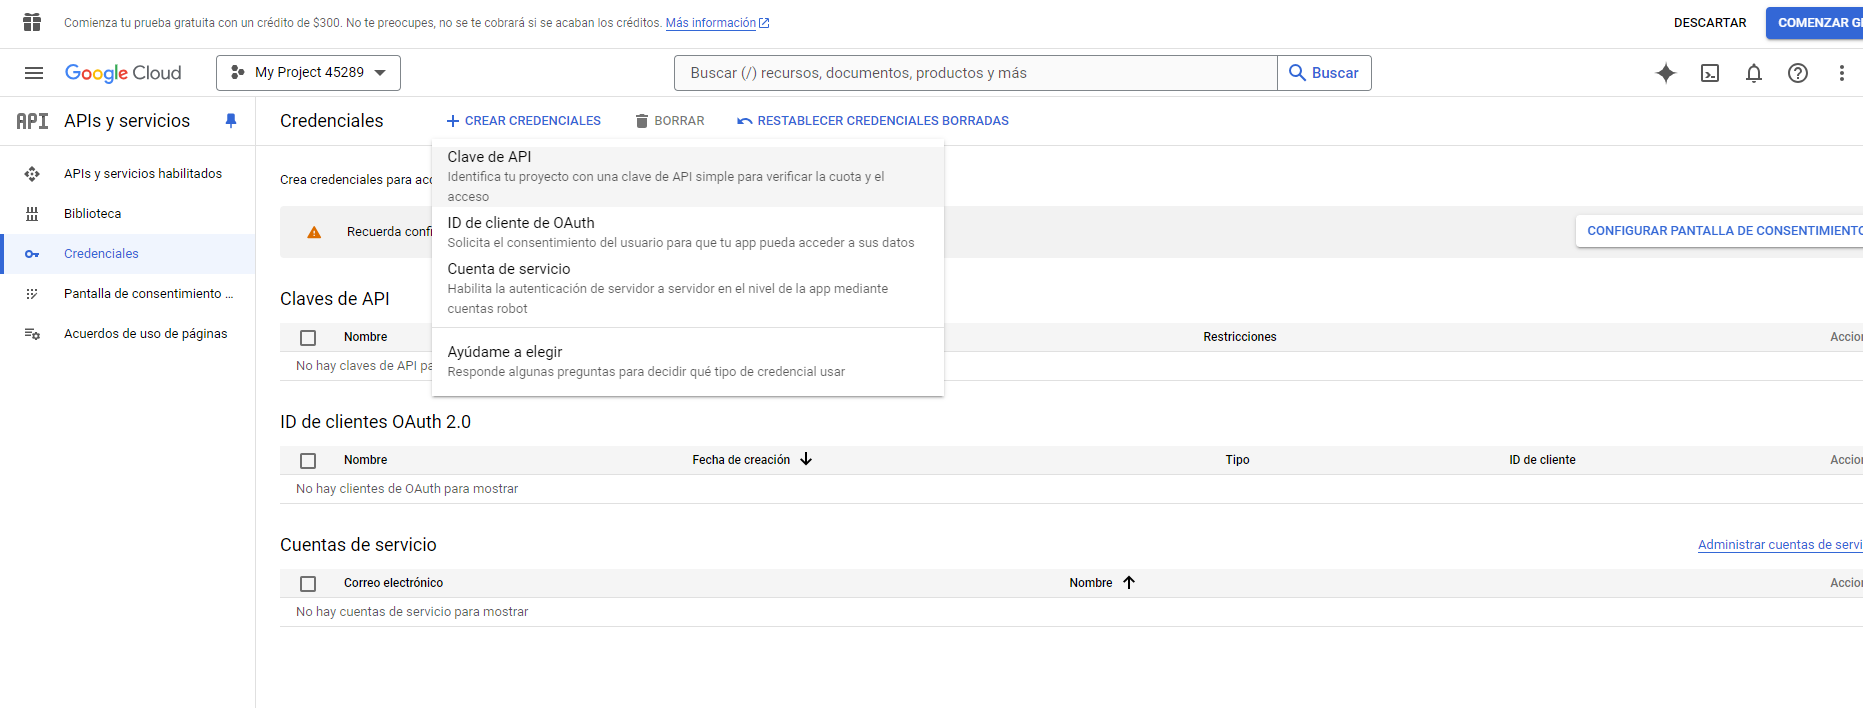 Comienza tu prueba gratuita con un crédito de $300. No te preocupes, no se te cobrará si se acaban los créditos. Más información
DESCARTAR
COMENZAR G
Google Cloud
My Project 45289
Buscar (/) recursos, documentos, productos y más
Buscar
API
APIs y servicios
Credenciales
CREAR CREDENCIALES
BORRAR
RESTABLECER CREDENCIALES BORRADAS
APIs y servicios habilitados
Biblioteca
Credenciales
Pantalla de consentimiento ...
Acuerdos de uso de páginas
Clave de API
Identifica tu proyecto con una clave de API simple para verificar la cuota y el
acceso
ID de cliente de OAuth
Solicita el consentimiento del usuario para que tu app pueda acceder a sus datos
Cuenta de servicio
Habilita la autenticación de servidor a servidor en el nivel de la app mediante
cuentas robot
Ayúdame a elegir
Responde algunas preguntas para decidir qué tipo de credencial usar
Crea credenciales para acc
Recuerda confi
CONFIGURAR PANTALLA DE CONSENTIMIENTO
Claves de API
Nombre
Restricciones
Accion
No hay claves de API pa
ID de clientes OAuth 2.0
Nombre
Fecha de creación
Tipo
ID de cliente
Accion
No hay clientes de OAuth para mostrar
Cuentas de servicio
Administrar cuentas de servi
Correo electrónico
Nombre
Accion
No hay cuentas de servicio para mostrar